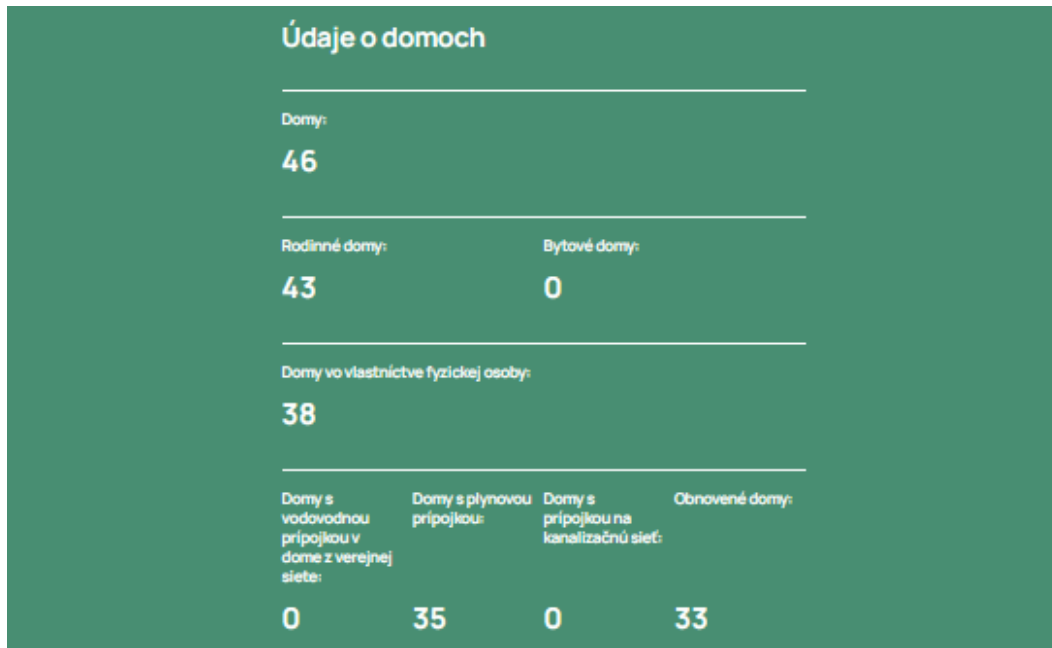 Údaje o domoch
Domy:
46
Rodinné domy:
43
Bytové domy:
0
Domy vo vlastníctve fyzickej osoby:
38
Domy s
vodovodnou
prípojkou v
dome z verejnej
siete:
0
Domy s plynovou
prípojkou:
35
Domy s
prípojkou na
kanalizačnú sieť:
0
Obnovené domy:
33